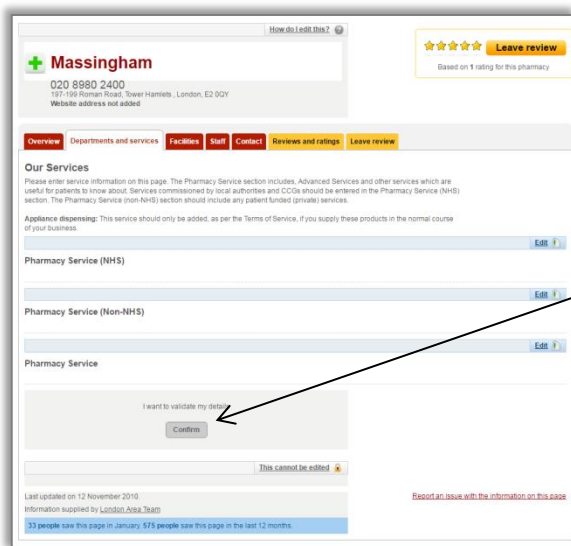 How do I edit this?
Massingham
020 8980 2400
197-199 Roman Road, Tower Hamlets , London, E2 0QY
Website address not added
Leave review
Based on 1 rating for this pharmacy
Overview
Departments and services
Facilities
Staff
Contact
Reviews and ratings
Leave review
Our Services
Please enter service information on this page. The Pharmacy Service section includes, Advanced Services and other services which are
useful for patients to know about. Services commissioned by local authorities and CCGs should be entered in the Pharmacy Service (NHS)
section. The Pharmacy Service (non-NHS) section should include any patient funded (private) services.
Appliance dispensing: This service should only be added, as per the Terms of Service, if you supply these products in the normal course
of your business.
Edit
Pharmacy Service (NHS)
Edit
Pharmacy Service (Non-NHS)
Edit
Pharmacy Service
I want to validate my details
Confirm
This cannot be edited
Last updated on 12 November 2010
Report an issue with the information on this page
Information supplied by London Area Team
33 people saw this page in January. 575 people saw this page in the last 12 months.